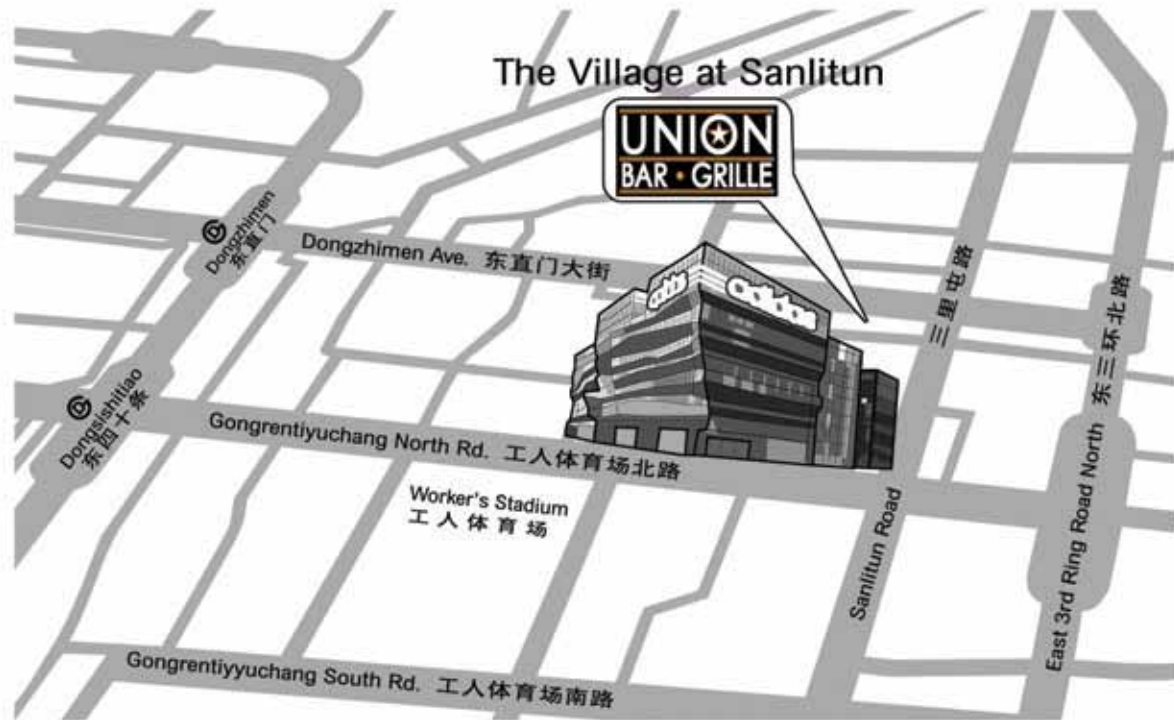 The Village at Sanlitun
UNION
BAR • GRILLE
Dongzhimen
东直门
Dongzhimen Ave. 东直门大街
三里屯路
东三环北路
Dongsishitiao
东四十条
Gongrentiyuchang North Rd. 工人体育场北路
Worker's Stadium
工人体育场
Sanlitun Road
East 3rd Ring Road North
Gongrentiyyuchang South Rd. 工人体育场南路